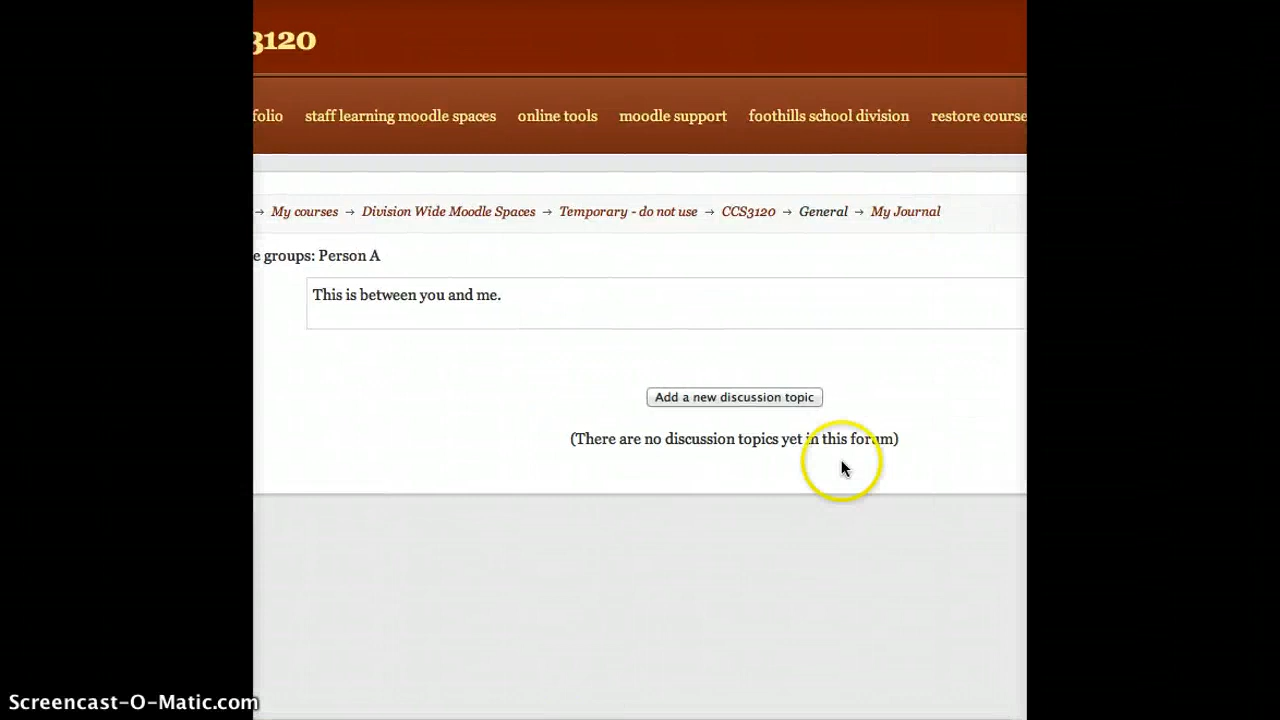 3120
folio staff learning moodle spaces online tools moodle support foothills school division restore course
→ My courses → Division Wide Moodle Spaces → Temporary - do not use → CCS3120 → General → My Journal
e groups: Person A
This is between you and me.
Add a new discussion topic
(There are no discussion topics yet in this forum)
Screencast-O-Matic.com